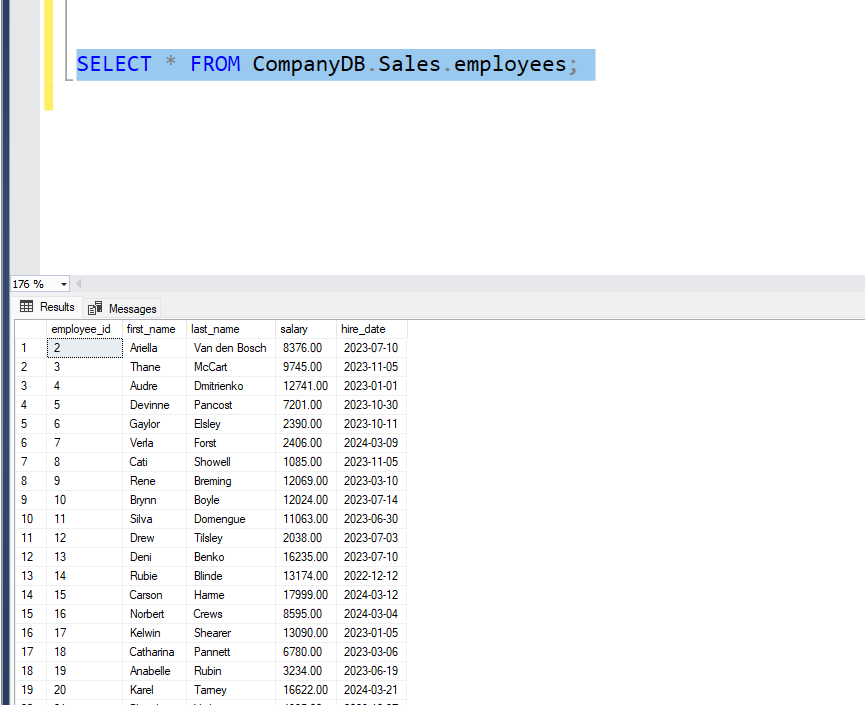 SELECT * FROM CompanyDB.Sales.employees;
176 %
Results Messages
employee_id first_name last_name salary hire_date
1 2 Ariella Van den Bosch 8376.00 2023-07-10
2 3 Thane McCart 9745.00 2023-11-05
3 4 Audre Dmitrienko 12741.00 2023-01-01
4 5 Devinne Pancost 7201.00 2023-10-30
5 6 Gaylor Elsley 2390.00 2023-10-11
6 7 Verla Forst 2406.00 2024-03-09
7 8 Cati Showell 1085.00 2023-11-05
8 9 Rene Breming 12069.00 2023-03-10
9 10 Brynn Boyle 12024.00 2023-07-14
10 11 Silva Domengue 11063.00 2023-06-30
11 12 Drew Tilsley 2038.00 2023-07-03
12 13 Deni Benko 16235.00 2023-07-10
13 14 Rubie Blinde 13174.00 2022-12-12
14 15 Carson Harme 17999.00 2024-03-12
15 16 Norbert Crews 8595.00 2024-03-04
16 17 Kelwin Shearer 13090.00 2023-01-05
17 18 Catharina Pannett 6780.00 2023-03-06
18 19 Anabelle Rubin 3234.00 2023-06-19
19 20 Karel Tarney 16622.00 2024-03-21